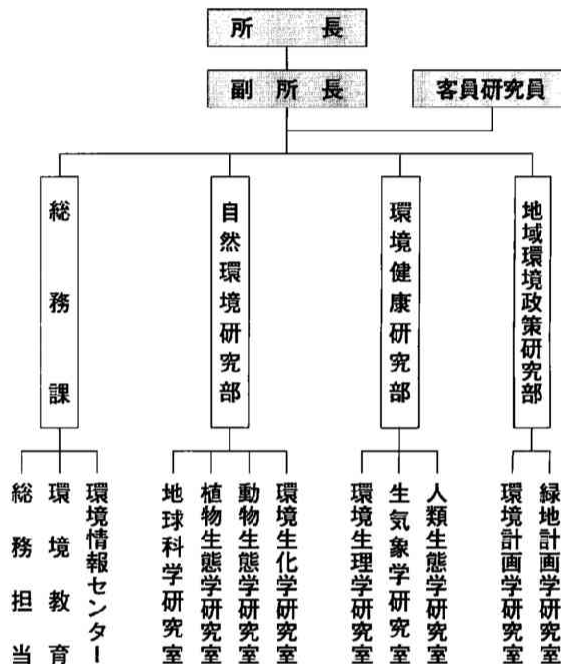 所長
副所長
客員研究員
総務課
自然環境研究部
環境健康研究部
地域環境政策研究部
総務担当
環境教育
環境情報センター
地球科学研究室
植物生態学研究室
動物生態学研究室
環境生化学研究室
環境生理学研究室
生気象学研究室
人類生態学研究室
環境計画学研究室
緑地計画学研究室